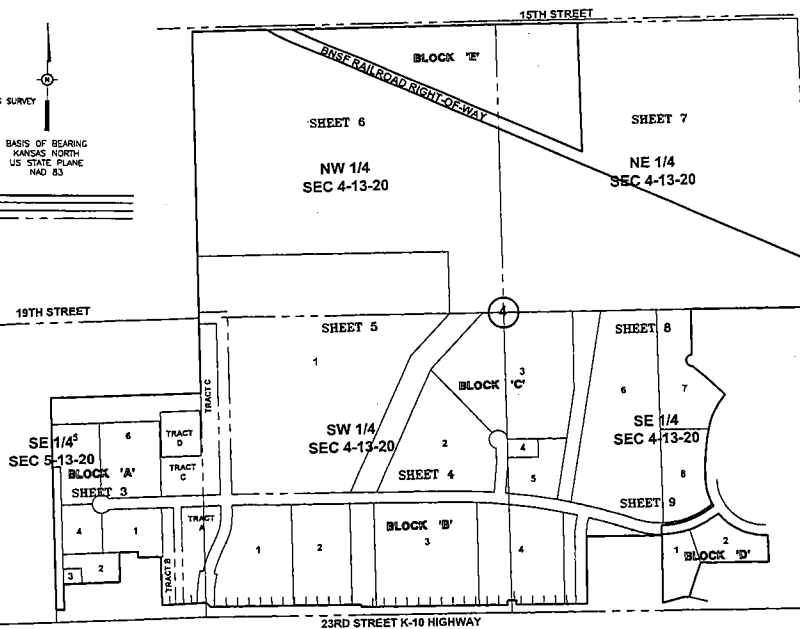 15TH STREET
BLOCK 'E'
BNSF RAILROAD RIGHT-OF-WAY
N
SURVEY
BASIS OF BEARING
KANSAS NORTH
US STATE PLANE
NAD 83
SHEET 6
SHEET 7
NW 1/4
SEC 4-13-20
NE 1/4
SEC 4-13-20
19TH STREET
4
SHEET 5
SHEET 8
1
TRACT C
3
BLOCK 'C'
6
7
SW 1/4
SEC 4-13-20
SE 1/4
SEC 4-13-20
2
4
5
8
SHEET 4
SHEET 9
5
6
TRACT
D
SE 1/4
SEC 5-13-20
TRACT
C
BLOCK 'A'
SHEET 3
4
1
2
3
TRACT
A
TRACT B
BLOCK 'B'
1
2
3
4
1
2
BLOCK 'D'
23RD STREET K-10 HIGHWAY